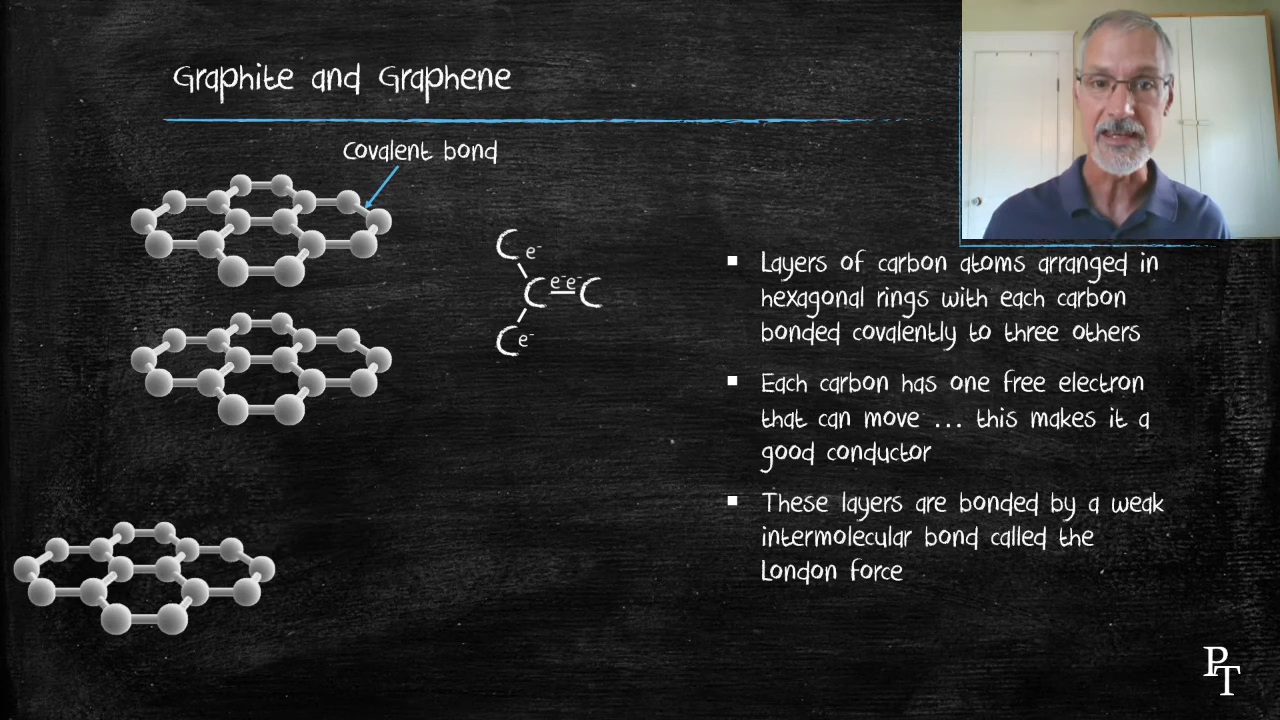 Graphite and Graphene
Covalent bond
C e⁻
C e⁻e⁻ C
C e⁻
▪ Layers of carbon atoms arranged in
hexagonal rings with each carbon
bonded covalently to three others
▪ Each carbon has one free electron
that can move ... this makes it a
good conductor
▪ These layers are bonded by a weak
intermolecular bond called the
London force
PT